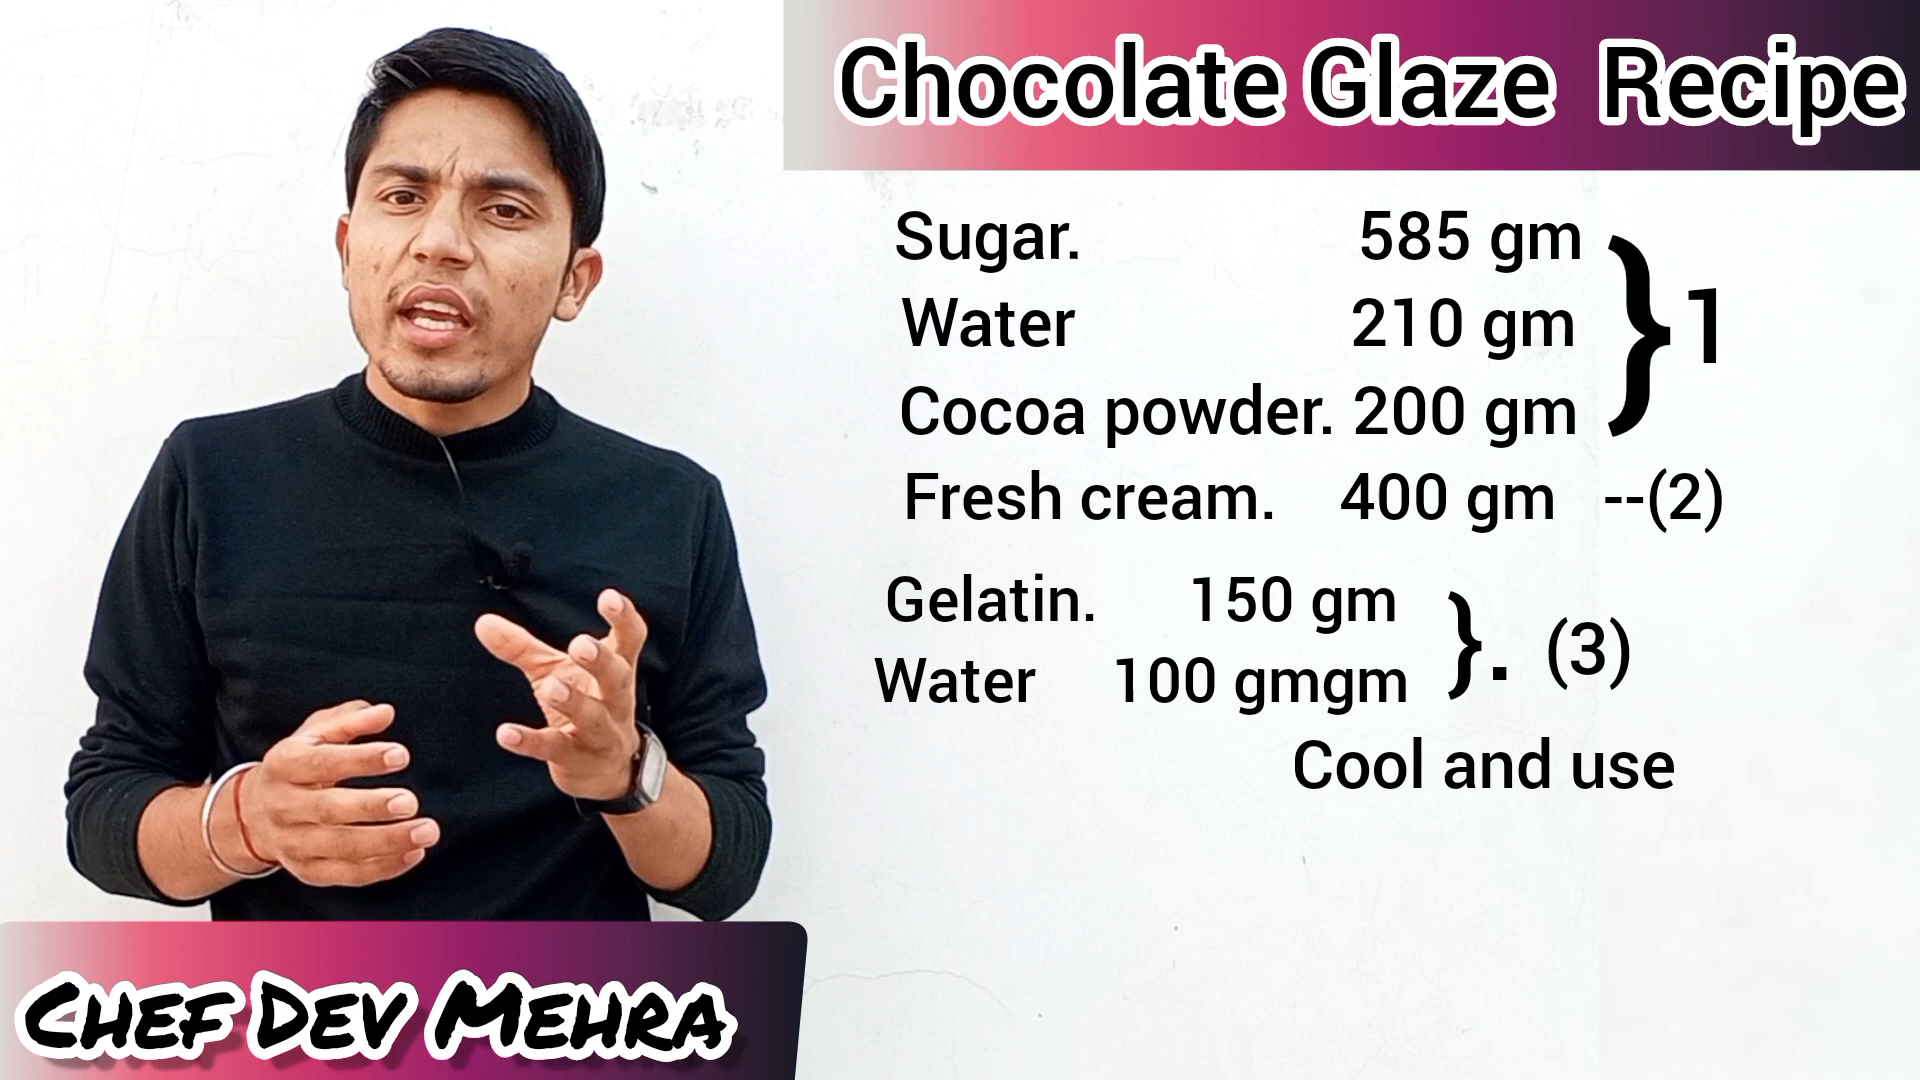 Chocolate Glaze Recipe
Sugar. 585 gm
Water 210 gm
Cocoa powder. 200 gm
} 1
Fresh cream. 400 gm --(2)
Gelatin. 150 gm
Water 100 gmgm
}. (3)
Cool and use
CHEF DEV MEHRA